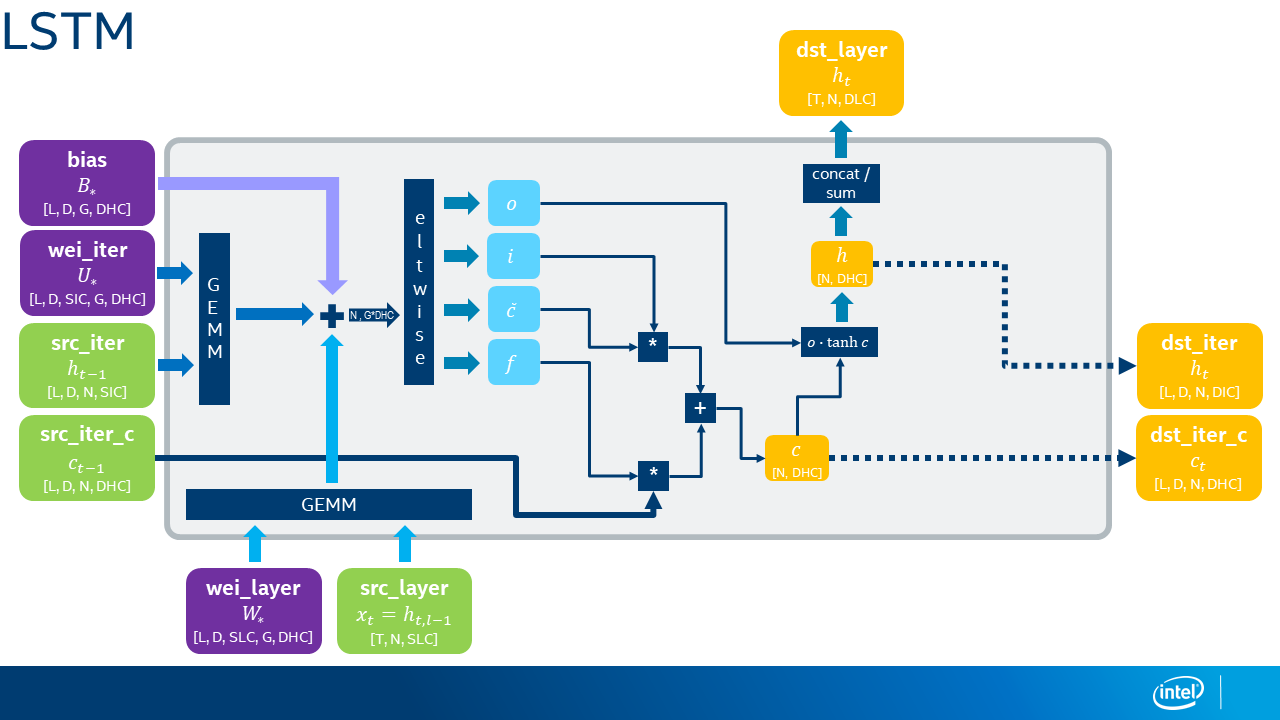 LSTM
dst_layer
h_t
[T, N, DLC]
bias
B_*
[L, D, G, DHC]
wei_iter
U_*
[L, D, SIC, G, DHC]
src_iter
h_{t−1}
[L, D, N, SIC]
src_iter_c
c_{t−1}
[L, D, N, DHC]
GEMM
+
N , G*DHC
eltwise
o
i
č
f
*
*
+
concat /
sum
h
[N, DHC]
o · tanh c
c
[N, DHC]
dst_iter
h_t
[L, D, N, DIC]
dst_iter_c
c_t
[L, D, N, DHC]
GEMM
wei_layer
W_*
[L, D, SLC, G, DHC]
src_layer
x_t = h_{t,l−1}
[T, N, SLC]
intel